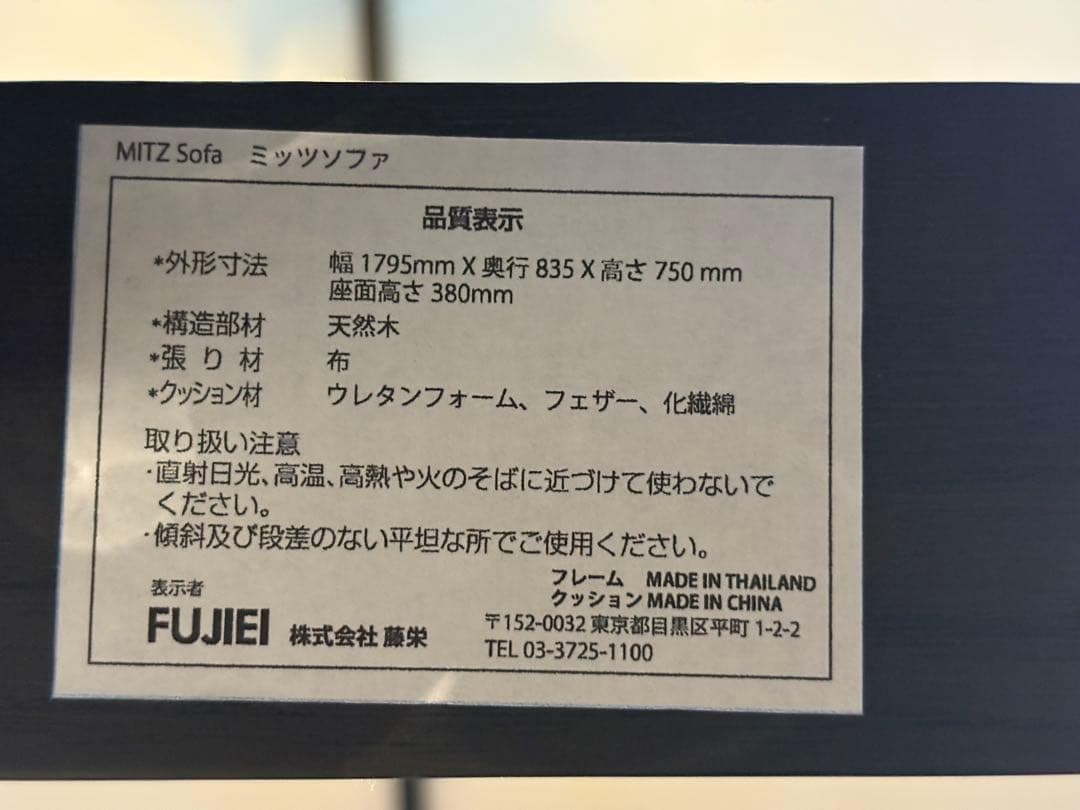 MITZ Sofa ミッツソファ
品質表示
*外形寸法 幅 1795mm X 奥行 835 X 高さ 750 mm
座面高さ 380mm
*構造部材 天然木
*張り材 布
*クッション材 ウレタンフォーム、フェザー、化繊綿
取り扱い注意
・直射日光、高温、高熱や火のそばに近づけて使わないで
ください。
・傾斜及び段差のない平坦な所でご使用ください。
フレーム MADE IN THAILAND
クッション MADE IN CHINA
表示者
FUJIEI 株式会社 藤栄
〒152-0032 東京都目黒区平町 1-2-2
TEL 03-3725-1100